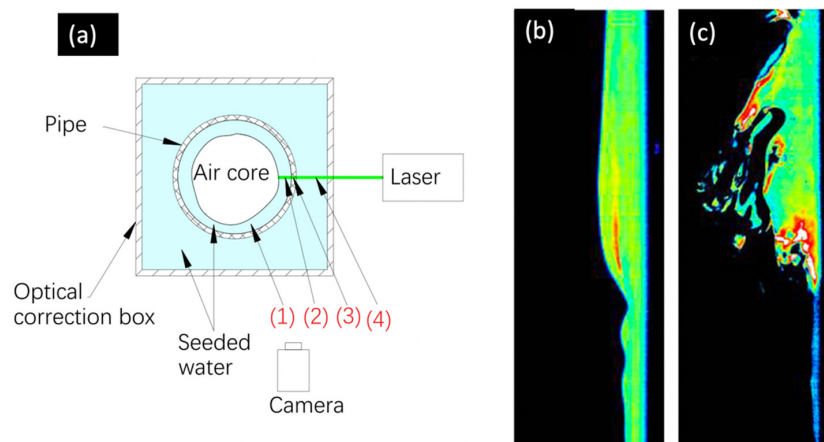 (a)
(b)
(c)
Pipe
Air core
Laser
Optical
correction box
Seeded
water
(1) (2) (3) (4)
Camera